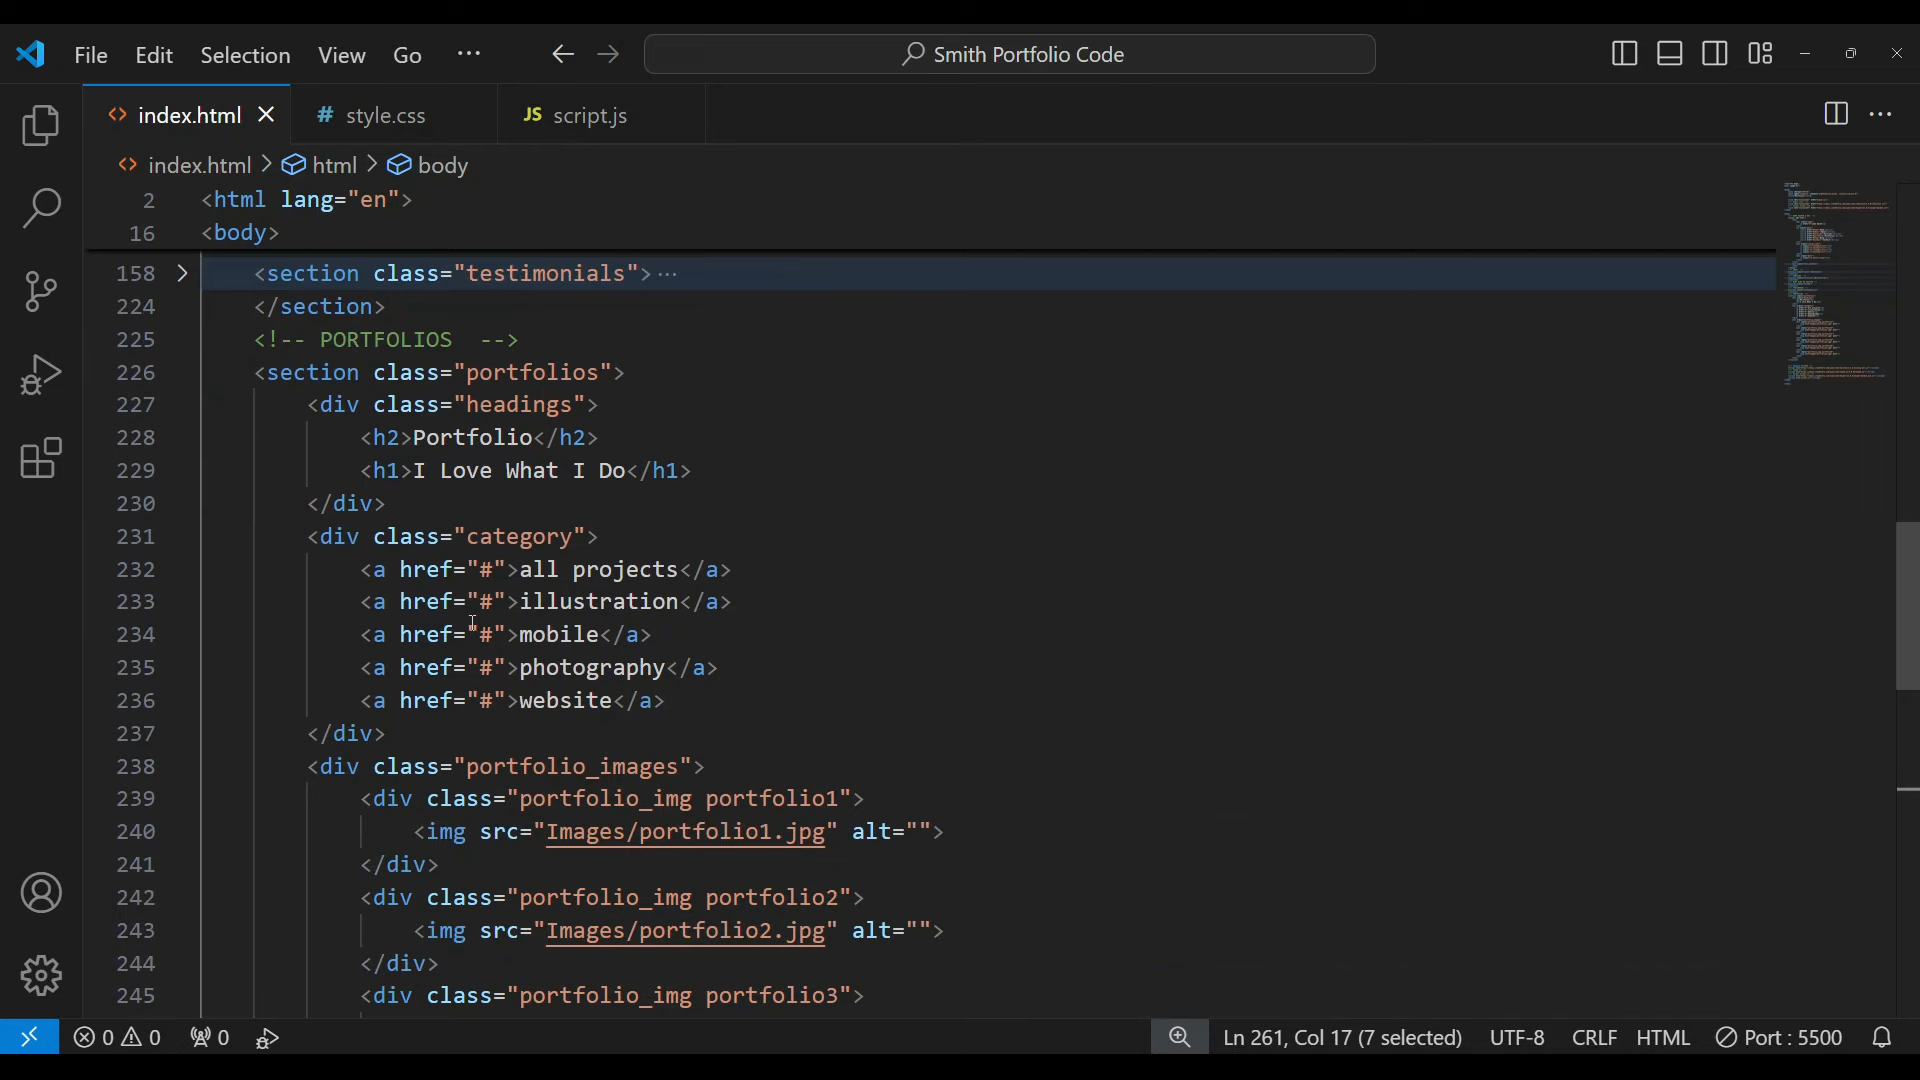 File Edit Selection View Go ··· Smith Portfolio Code
index.html # style.css JS script.js
index.html > html > body
2 <html lang="en">
16 <body>
158 <section class="testimonials">···
224 </section>
225 <!-- PORTFOLIOS  -->
226 <section class="portfolios">
227 <div class="headings">
228 <h2>Portfolio</h2>
229 <h1>I Love What I Do</h1>
230 </div>
231 <div class="category">
232 <a href="#">all projects</a>
233 <a href="#">illustration</a>
234 <a href="#">mobile</a>
235 <a href="#">photography</a>
236 <a href="#">website</a>
237 </div>
238 <div class="portfolio_images">
239 <div class="portfolio_img portfolio1">
240 <img src="Images/portfolio1.jpg" alt="">
241 </div>
242 <div class="portfolio_img portfolio2">
243 <img src="Images/portfolio2.jpg" alt="">
244 </div>
245 <div class="portfolio_img portfolio3">
0 0 0 Ln 261, Col 17 (7 selected) UTF-8 CRLF HTML Port : 5500